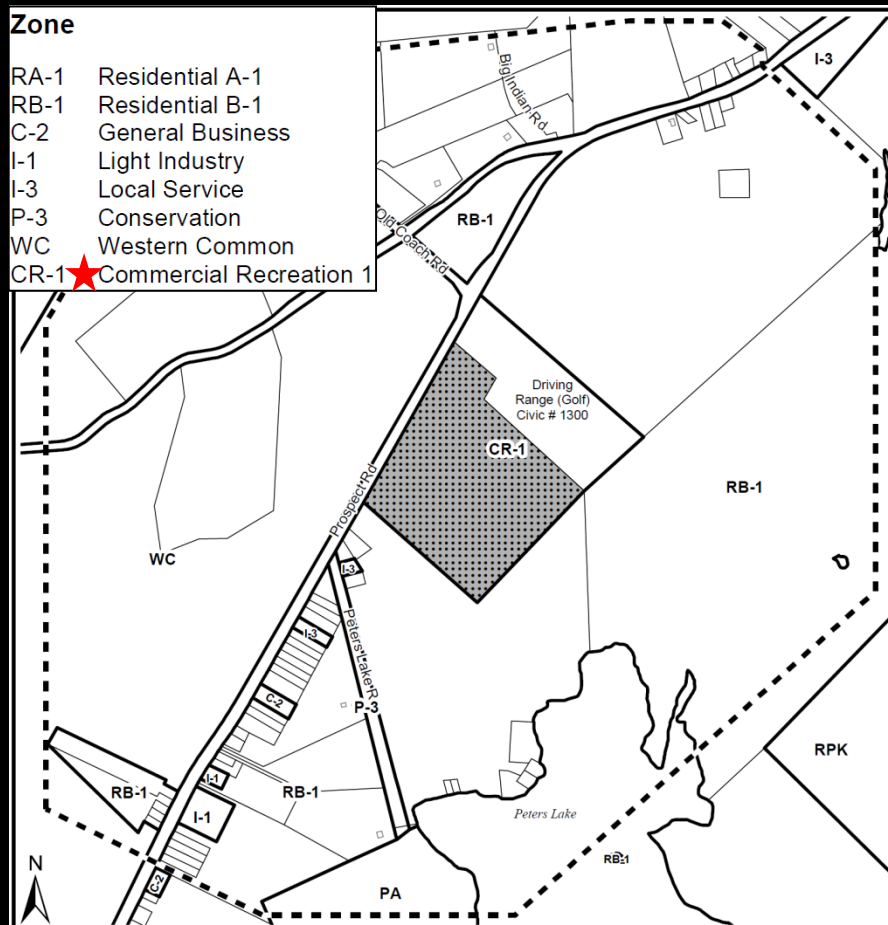 Zone
RA-1 Residential A-1
RB-1 Residential B-1
C-2 General Business
I-1 Light Industry
I-3 Local Service
P-3 Conservation
WC Western Common
CR-1 Commercial Recreation 1
I-3
Big Indian Rd
RB-1
Old Coach Rd
Driving
Range (Golf)
Civic # 1300
CR-1
RB-1
Prospect Rd
WC
I-3
I-3
Peters Lake R
C-2
P-3
RPK
RB-1
I-1
RB-1
I-1
Peters Lake
RB-1
N
C-2
PA